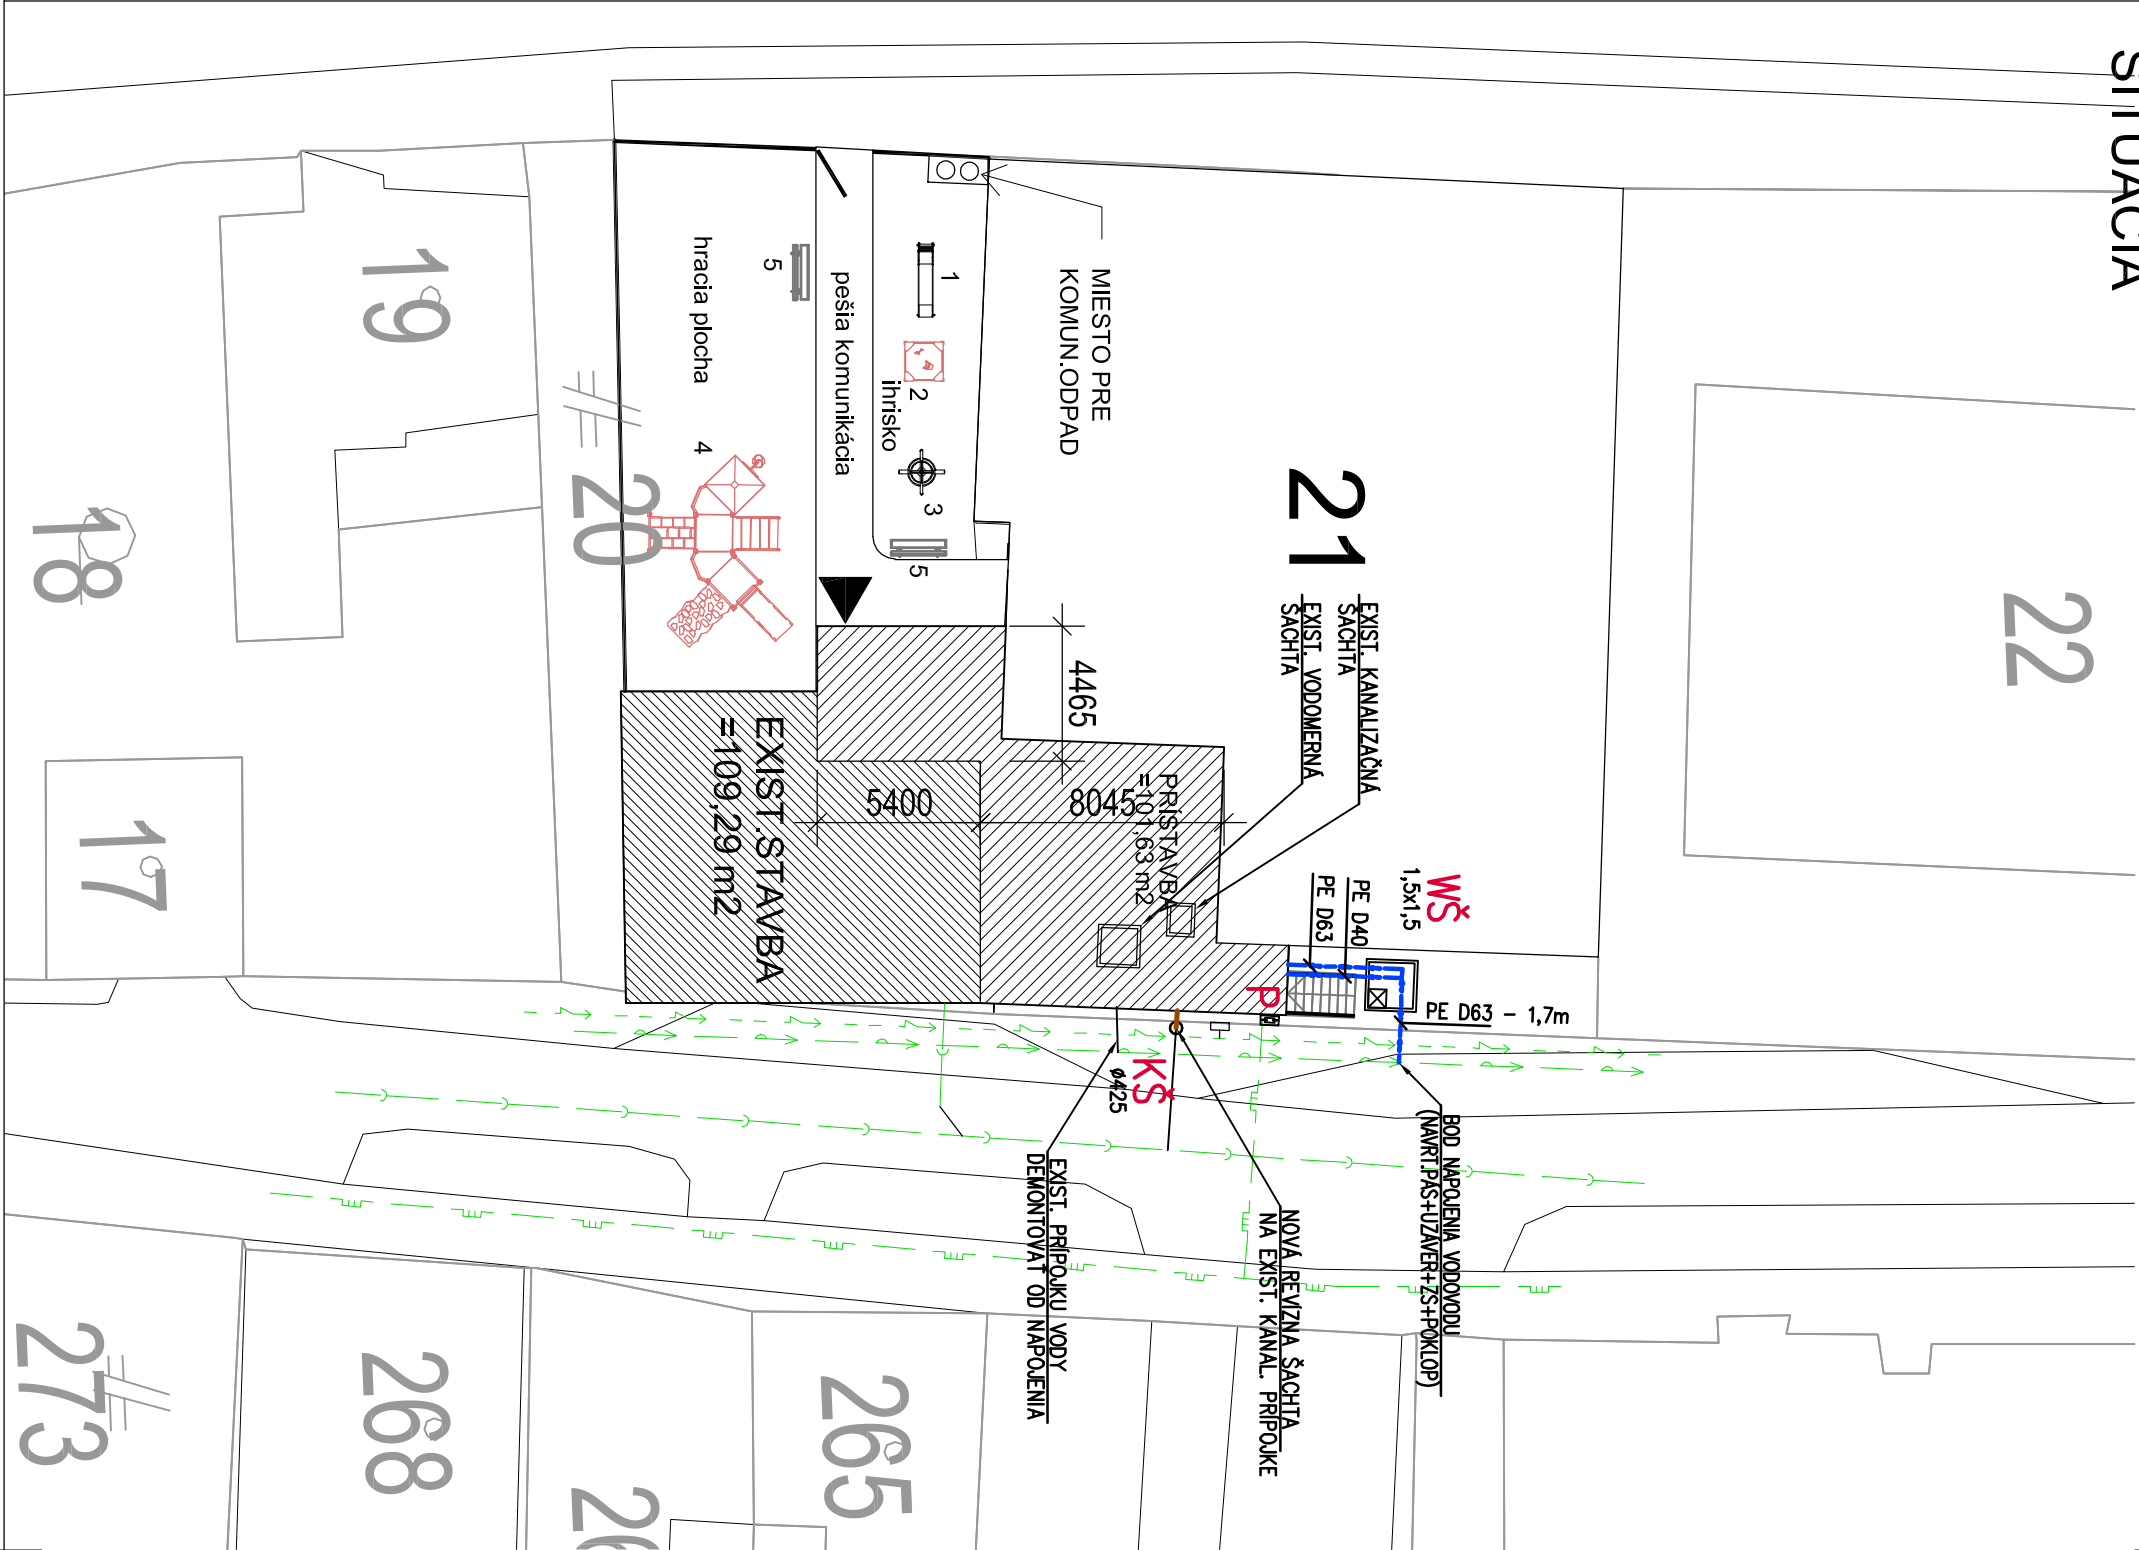 SITUÁCIA
22
21
MIESTO PRE
KOMUN.ODPAD
1
2
ihrisko
3
5
pešia komunikácia
5
hracia plocha
4
19
20
18
17
EXIST. KANALIZAČNÁ
ŠACHTA
EXIST. VODOMERNÁ
ŠACHTA
4465
5400
8045
PRÍSTAVBA
=101,63 m2
EXIST.STAVBA
=109,29 m2
WŠ
1,5x1,5
PE D40
PE D63
PE D63 - 1,7m
P
KŠ
ø425
BOD NAPOJENIA VODOVODU
(NAVRT.PÁS+UZÁVER+ZS+POKLOP)
NOVÁ REVÍZNA ŠACHTA
NA EXIST. KANAL. PRÍPOJKE
EXIST. PRÍPOJKU VODY
DEMONTOVAŤ OD NAPOJENIA
265
268
273